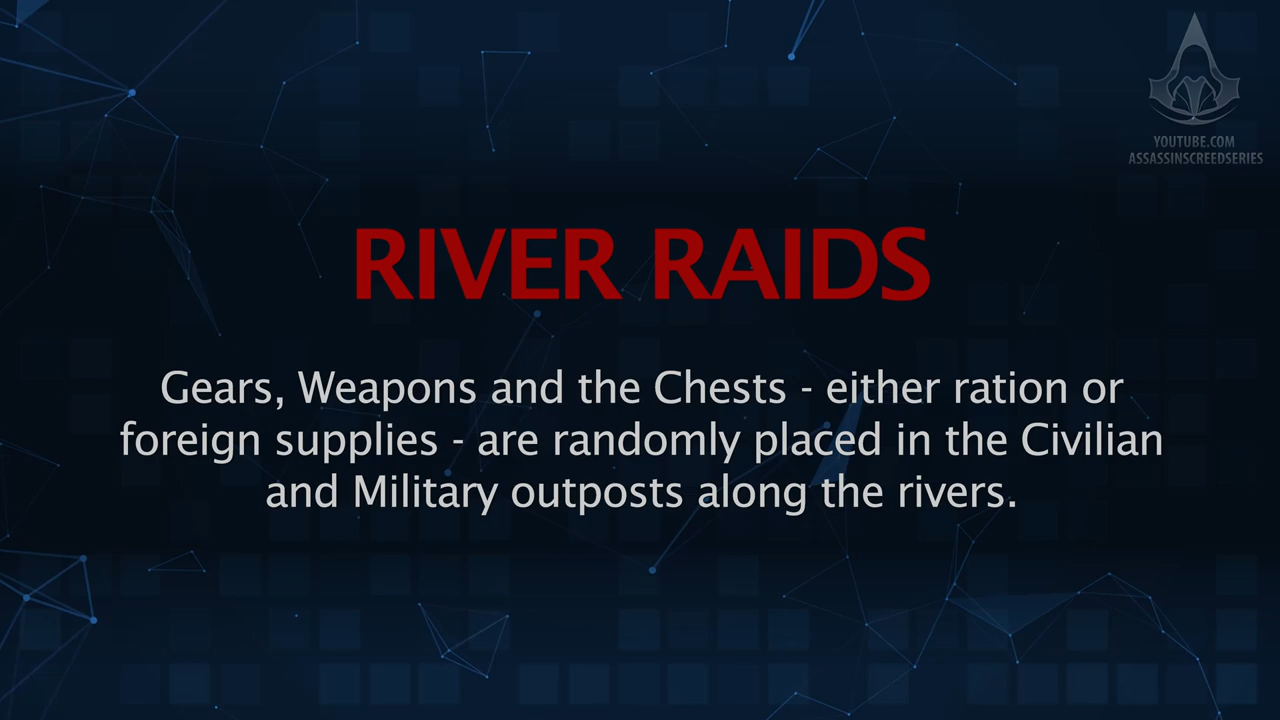 YOUTUBE.COM
ASSASSINSCREEDSERIES
RIVER RAIDS
Gears, Weapons and the Chests - either ration or
foreign supplies - are randomly placed in the Civilian
and Military outposts along the rivers.